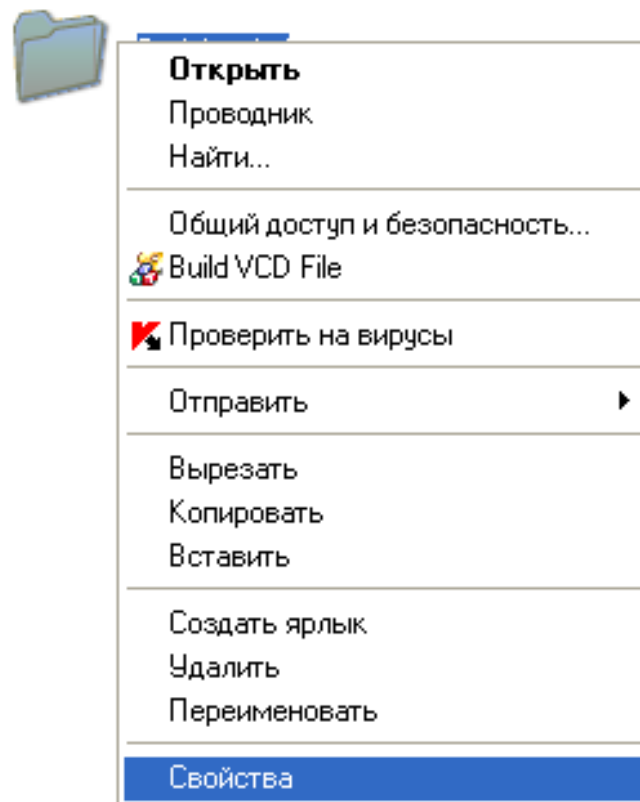 Открыть
Проводник
Найти...
Общий доступ и безопасность...
Build VCD File
Проверить на вирусы
Отправить
Вырезать
Копировать
Вставить
Создать ярлык
Удалить
Переименовать
Свойства